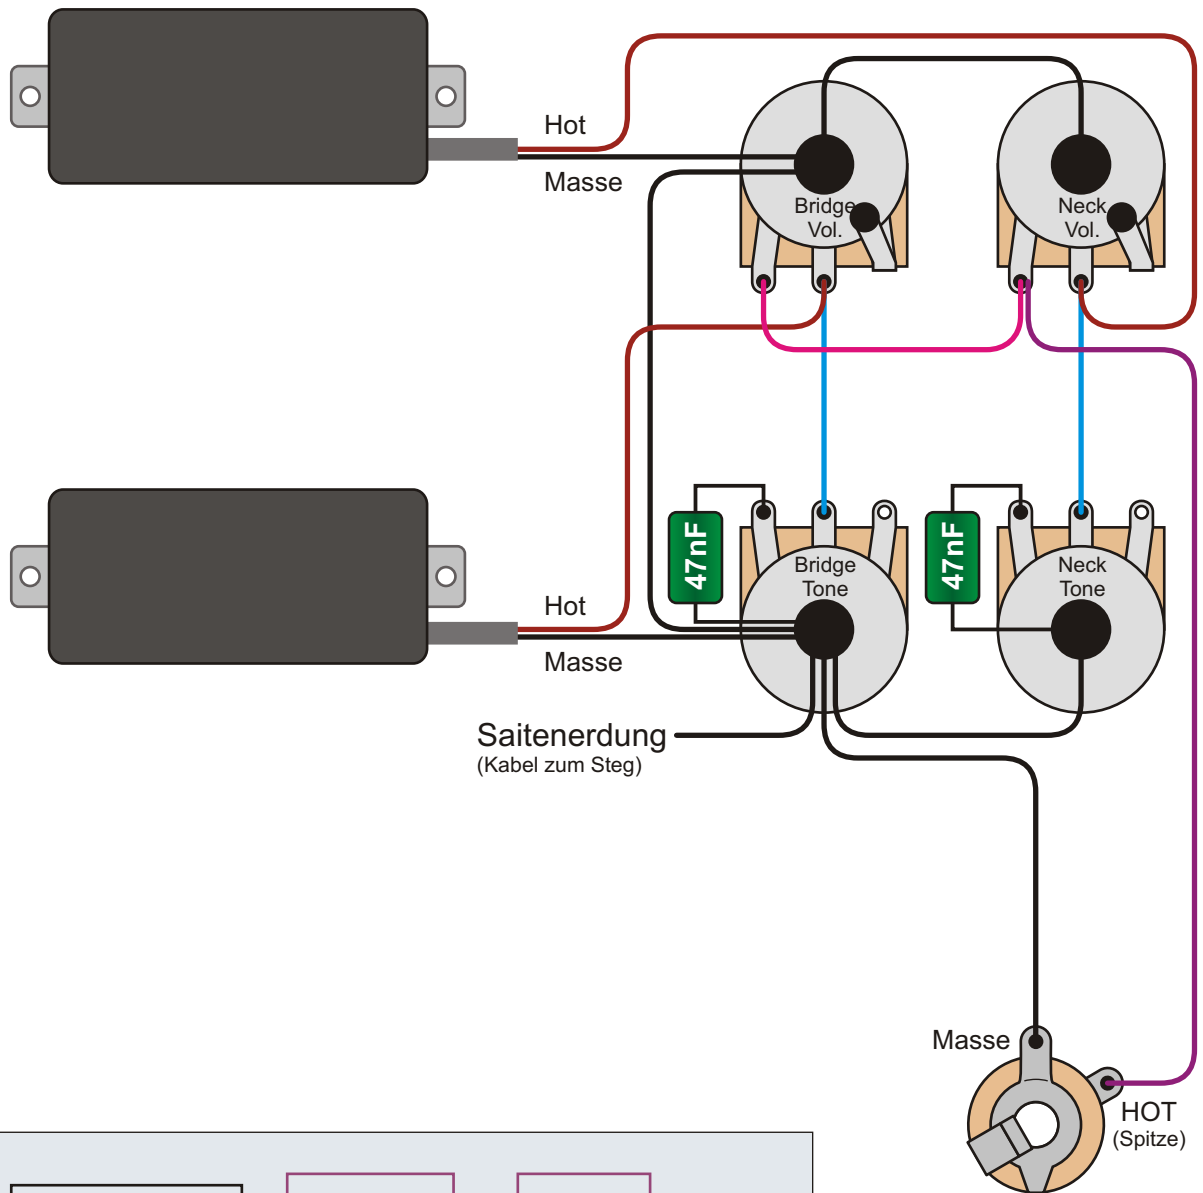 Hot
Masse
Bridge
Vol.
Neck
Vol.
47nF
Bridge
Tone
47nF
Neck
Tone
Hot
Masse
Saitenerdung
(Kabel zum Steg)
Masse
HOT
(Spitze)